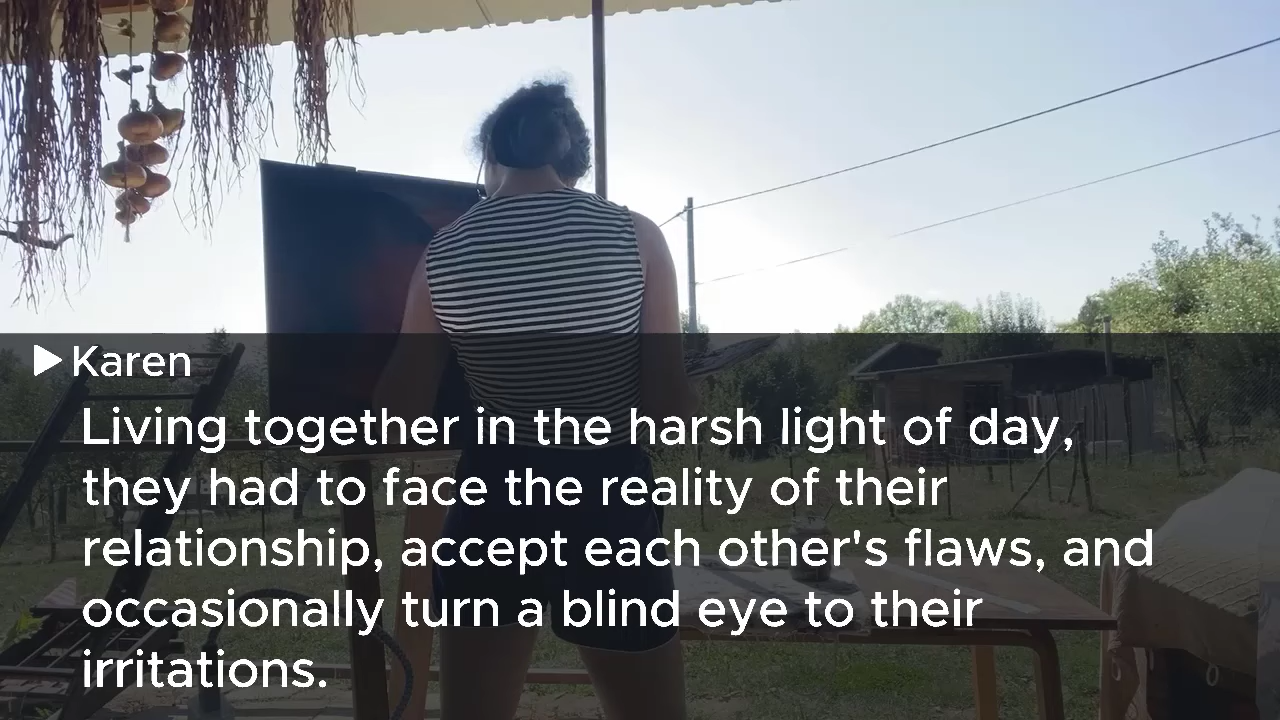 ▶ Karen
Living together in the harsh light of day,
they had to face the reality of their
relationship, accept each other's flaws, and
occasionally turn a blind eye to their
irritations.